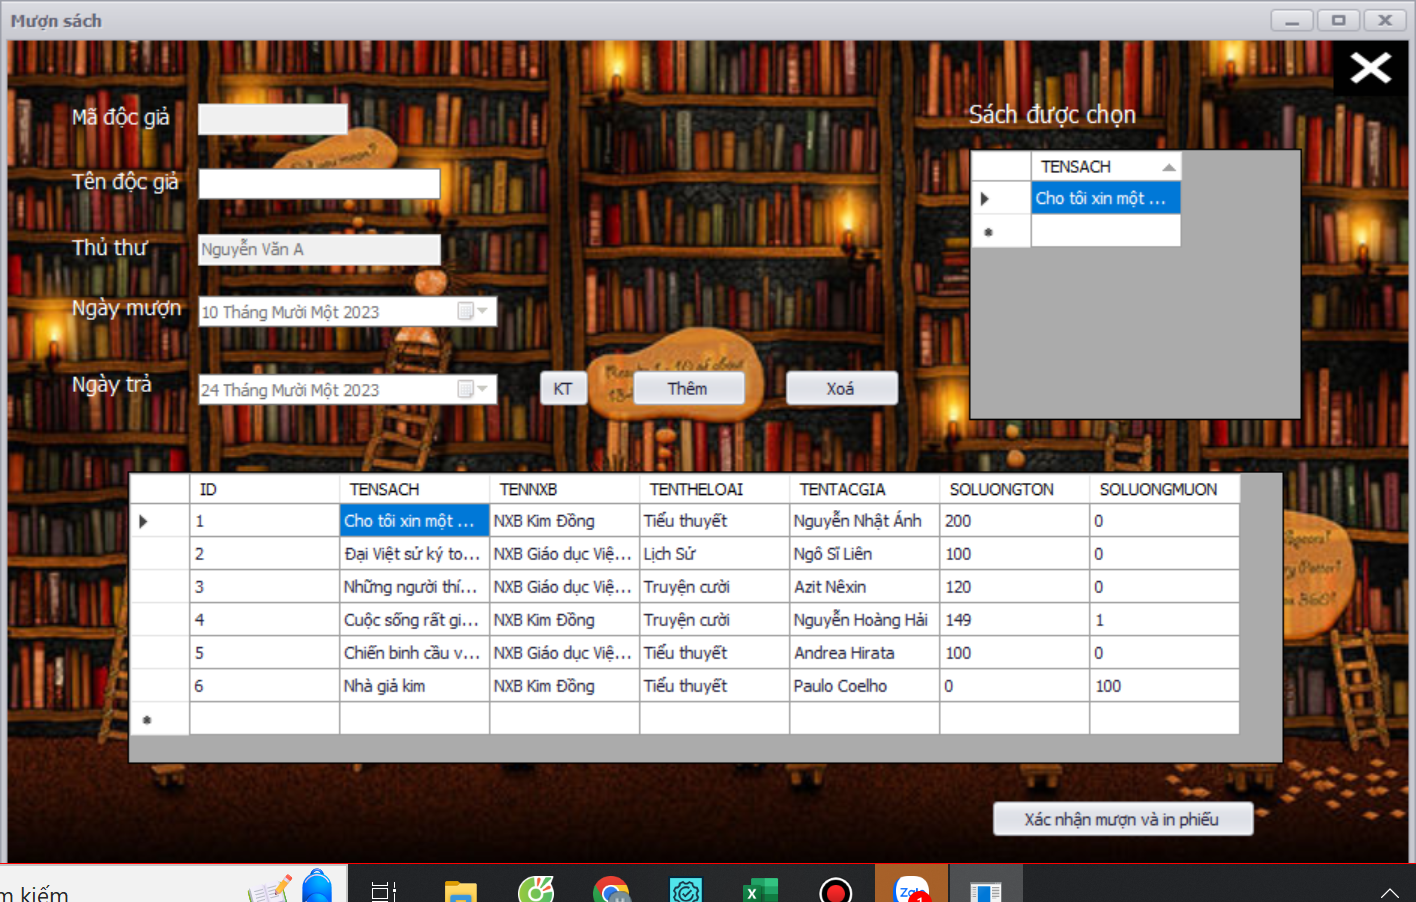 Mượn sách
Mã độc giả
Tên độc giả
Thủ thư
Nguyễn Văn A
Ngày mượn
10 Tháng Mười Một 2023
Ngày trả
24 Tháng Mười Một 2023
KT
Thêm
Xoá
Sách được chọn
TENSACH
Cho tôi xin một ...
ID TENSACH TENNXB TENTHELOAI TENTACGIA SOLUONGTON SOLUONGMUON
1 Cho tôi xin một ... NXB Kim Đồng Tiểu thuyết Nguyễn Nhật Ánh 200 0
2 Đại Việt sử ký to... NXB Giáo dục Việ... Lịch Sử Ngô Sĩ Liên 100 0
3 Những người thí... NXB Giáo dục Việ... Truyện cười Azit Nêxin 120 0
4 Cuộc sống rất gi... NXB Kim Đồng Truyện cười Nguyễn Hoàng Hải 149 1
5 Chiến binh cầu v... NXB Giáo dục Việ... Tiểu thuyết Andrea Hirata 100 0
6 Nhà giả kim NXB Kim Đồng Tiểu thuyết Paulo Coelho 0 100
Xác nhận mượn và in phiếu
m kiếm